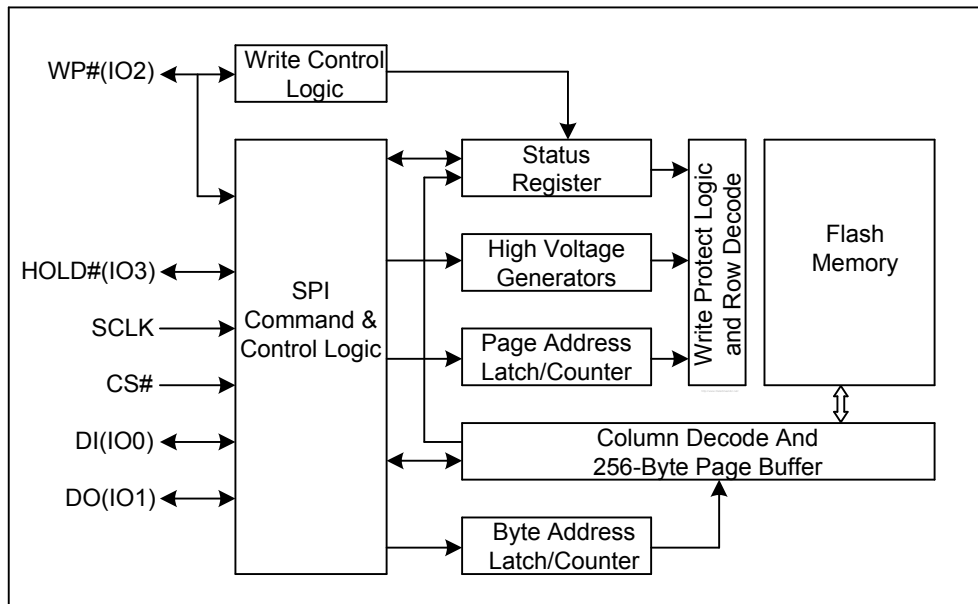 WP#(IO2)
Write Control
Logic
Status
Register
HOLD#(IO3)
High Voltage
Generators
SPI
Command &
Control Logic
SCLK
Page Address
Latch/Counter
CS#
Write Protect Logic
and Row Decode
Flash
Memory
DI(IO0)
Column Decode And
256-Byte Page Buffer
DO(IO1)
Byte Address
Latch/Counter